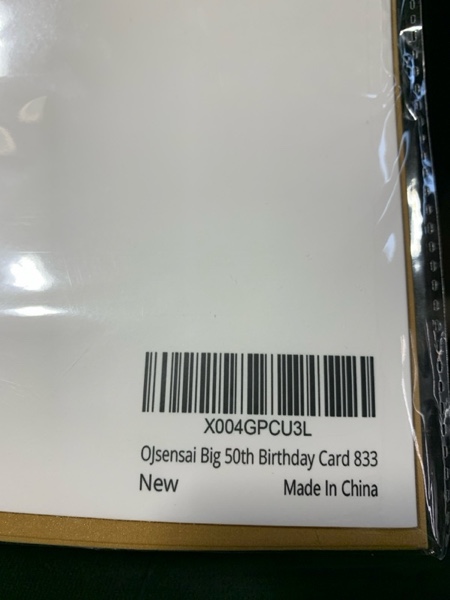 X004GPCU3L
OJsensai Big 50th Birthday Card 833
New Made In China